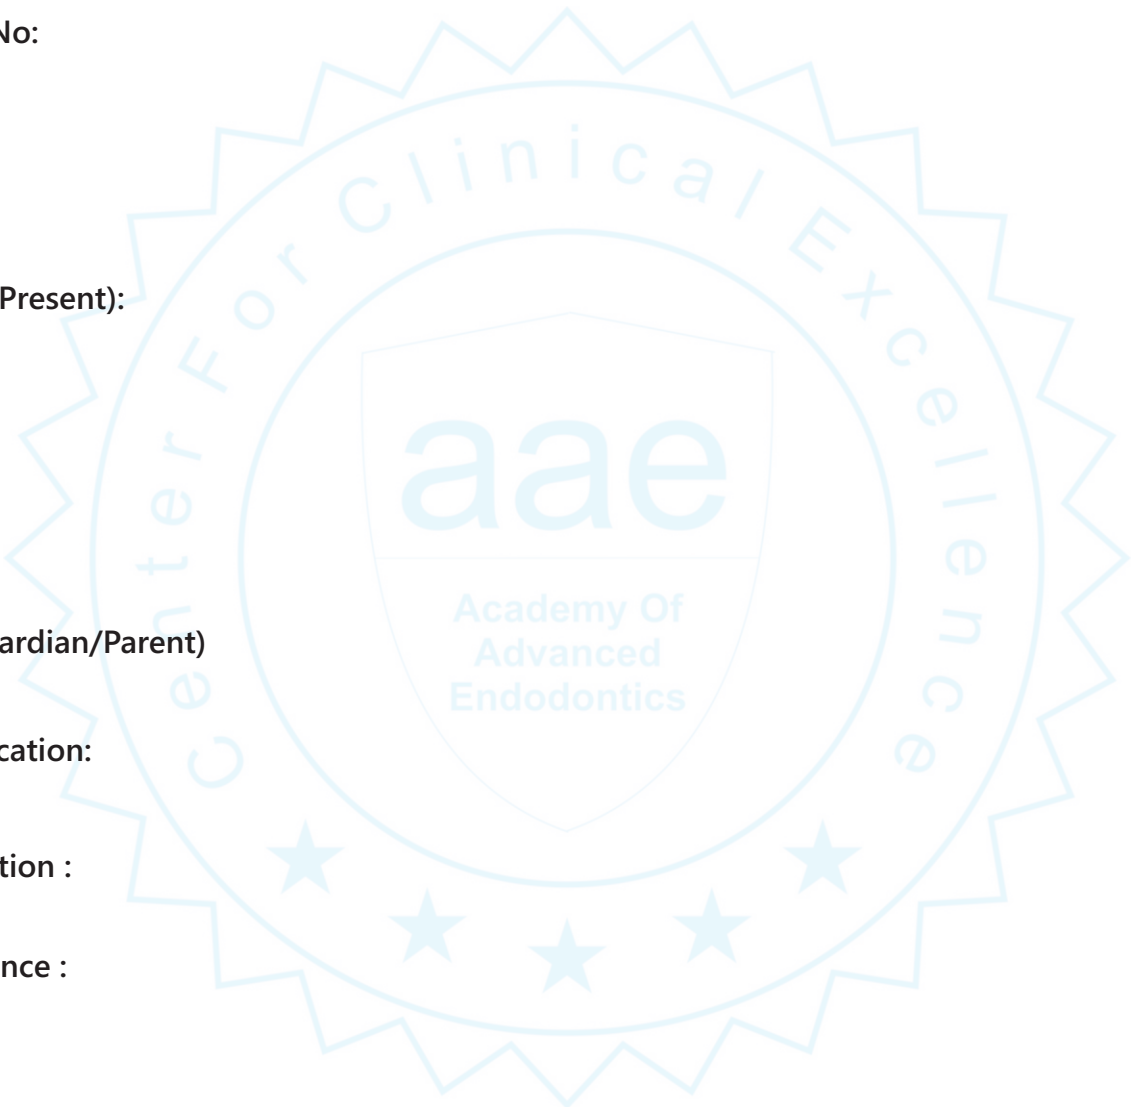 No:
Center For Clinical Excellence
Present):
aae
Academy Of
Advanced
Endodontics
ardian/Parent)
cation:
tion :
nce :